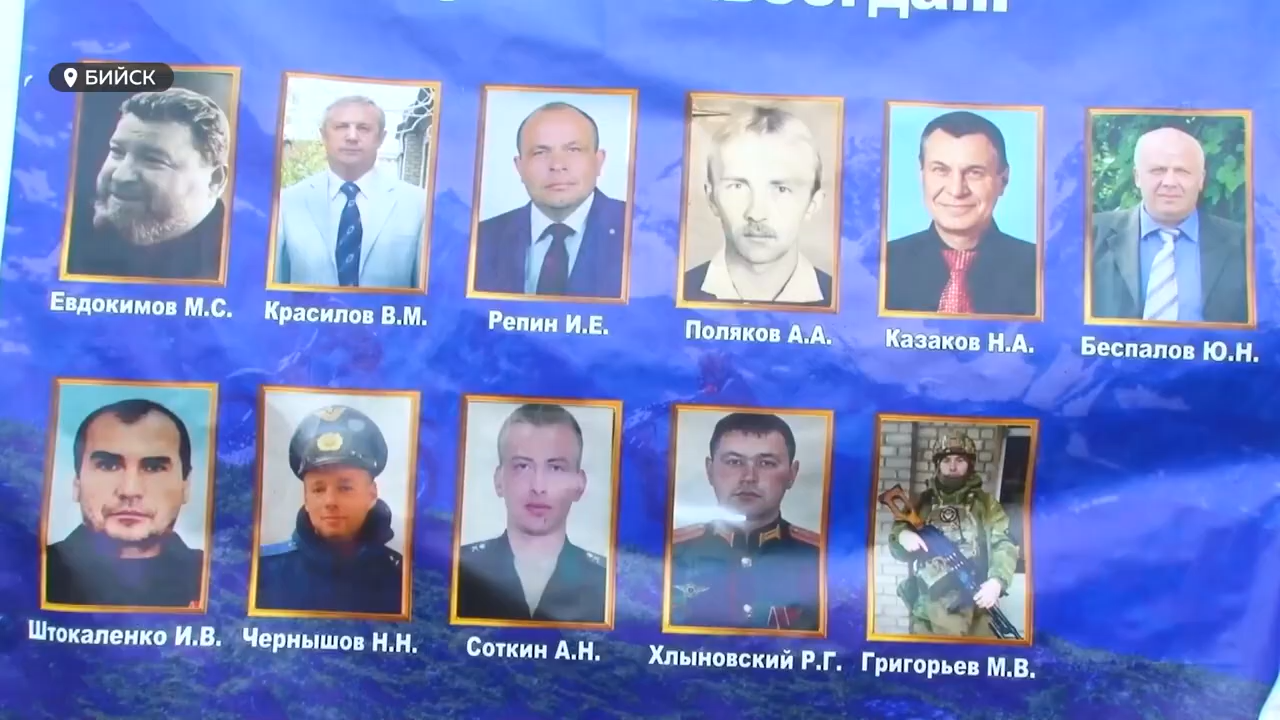 БИЙСК
Евдокимов М.С. Красилов В.М. Репин И.Е. Поляков А.А. Казаков Н.А. Беспалов Ю.Н.
Штокаленко И.В. Чернышов Н.Н. Соткин А.Н. Хлыновский Р.Г. Григорьев М.В.